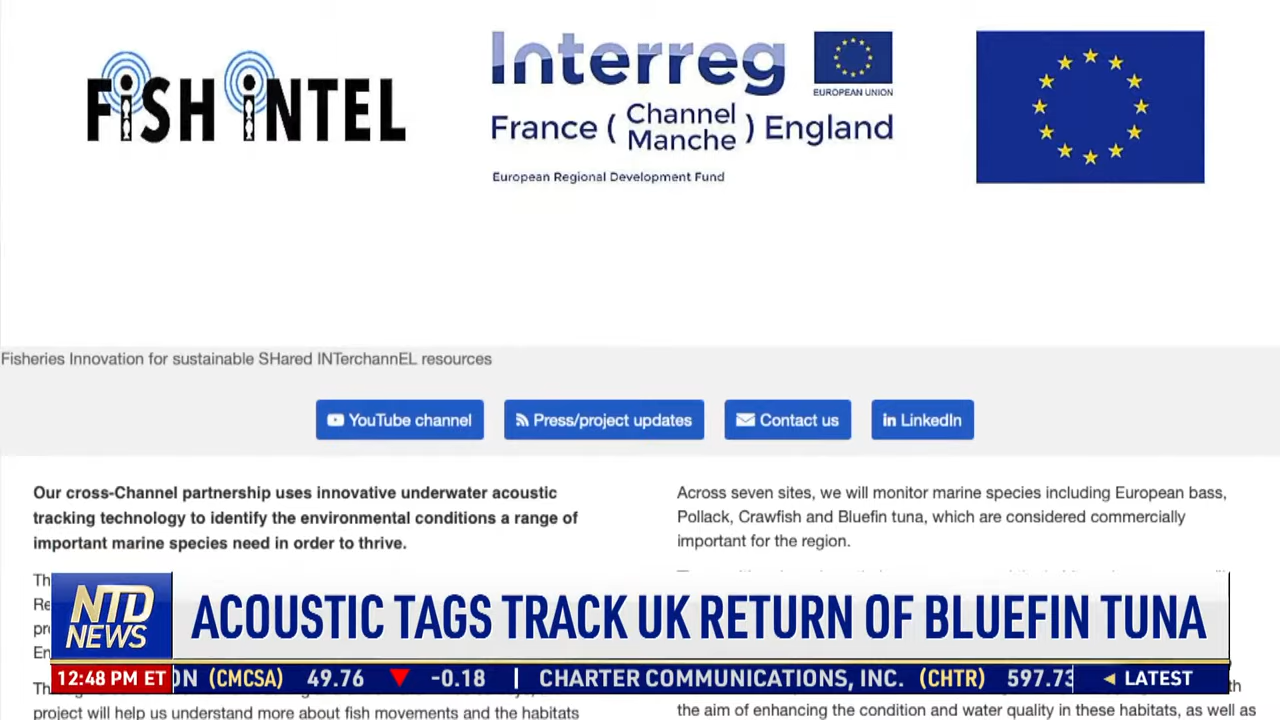 FiSH iNTEL
Interreg
EUROPEAN UNION
France ( Channel Manche ) England
European Regional Development Fund
Fisheries Innovation for sustainable SHared INTerchannEL resources
YouTube channel
Press/project updates
Contact us
in LinkedIn
Our cross-Channel partnership uses innovative underwater acoustic
tracking technology to identify the environmental conditions a range of
important marine species need in order to thrive.
Across seven sites, we will monitor marine species including European bass,
Pollack, Crawfish and Bluefin tuna, which are considered commercially
important for the region.
NTD
NEWS
ACOUSTIC TAGS TRACK UK RETURN OF BLUEFIN TUNA
12:48 PM ET
(CMCSA) 49.76 ▼ -0.18 | CHARTER COMMUNICATIONS, INC. (CHTR) 597.73
◄ LATEST
project will help us understand more about fish movements and the habitats
the aim of enhancing the condition and water quality in these habitats, as well as